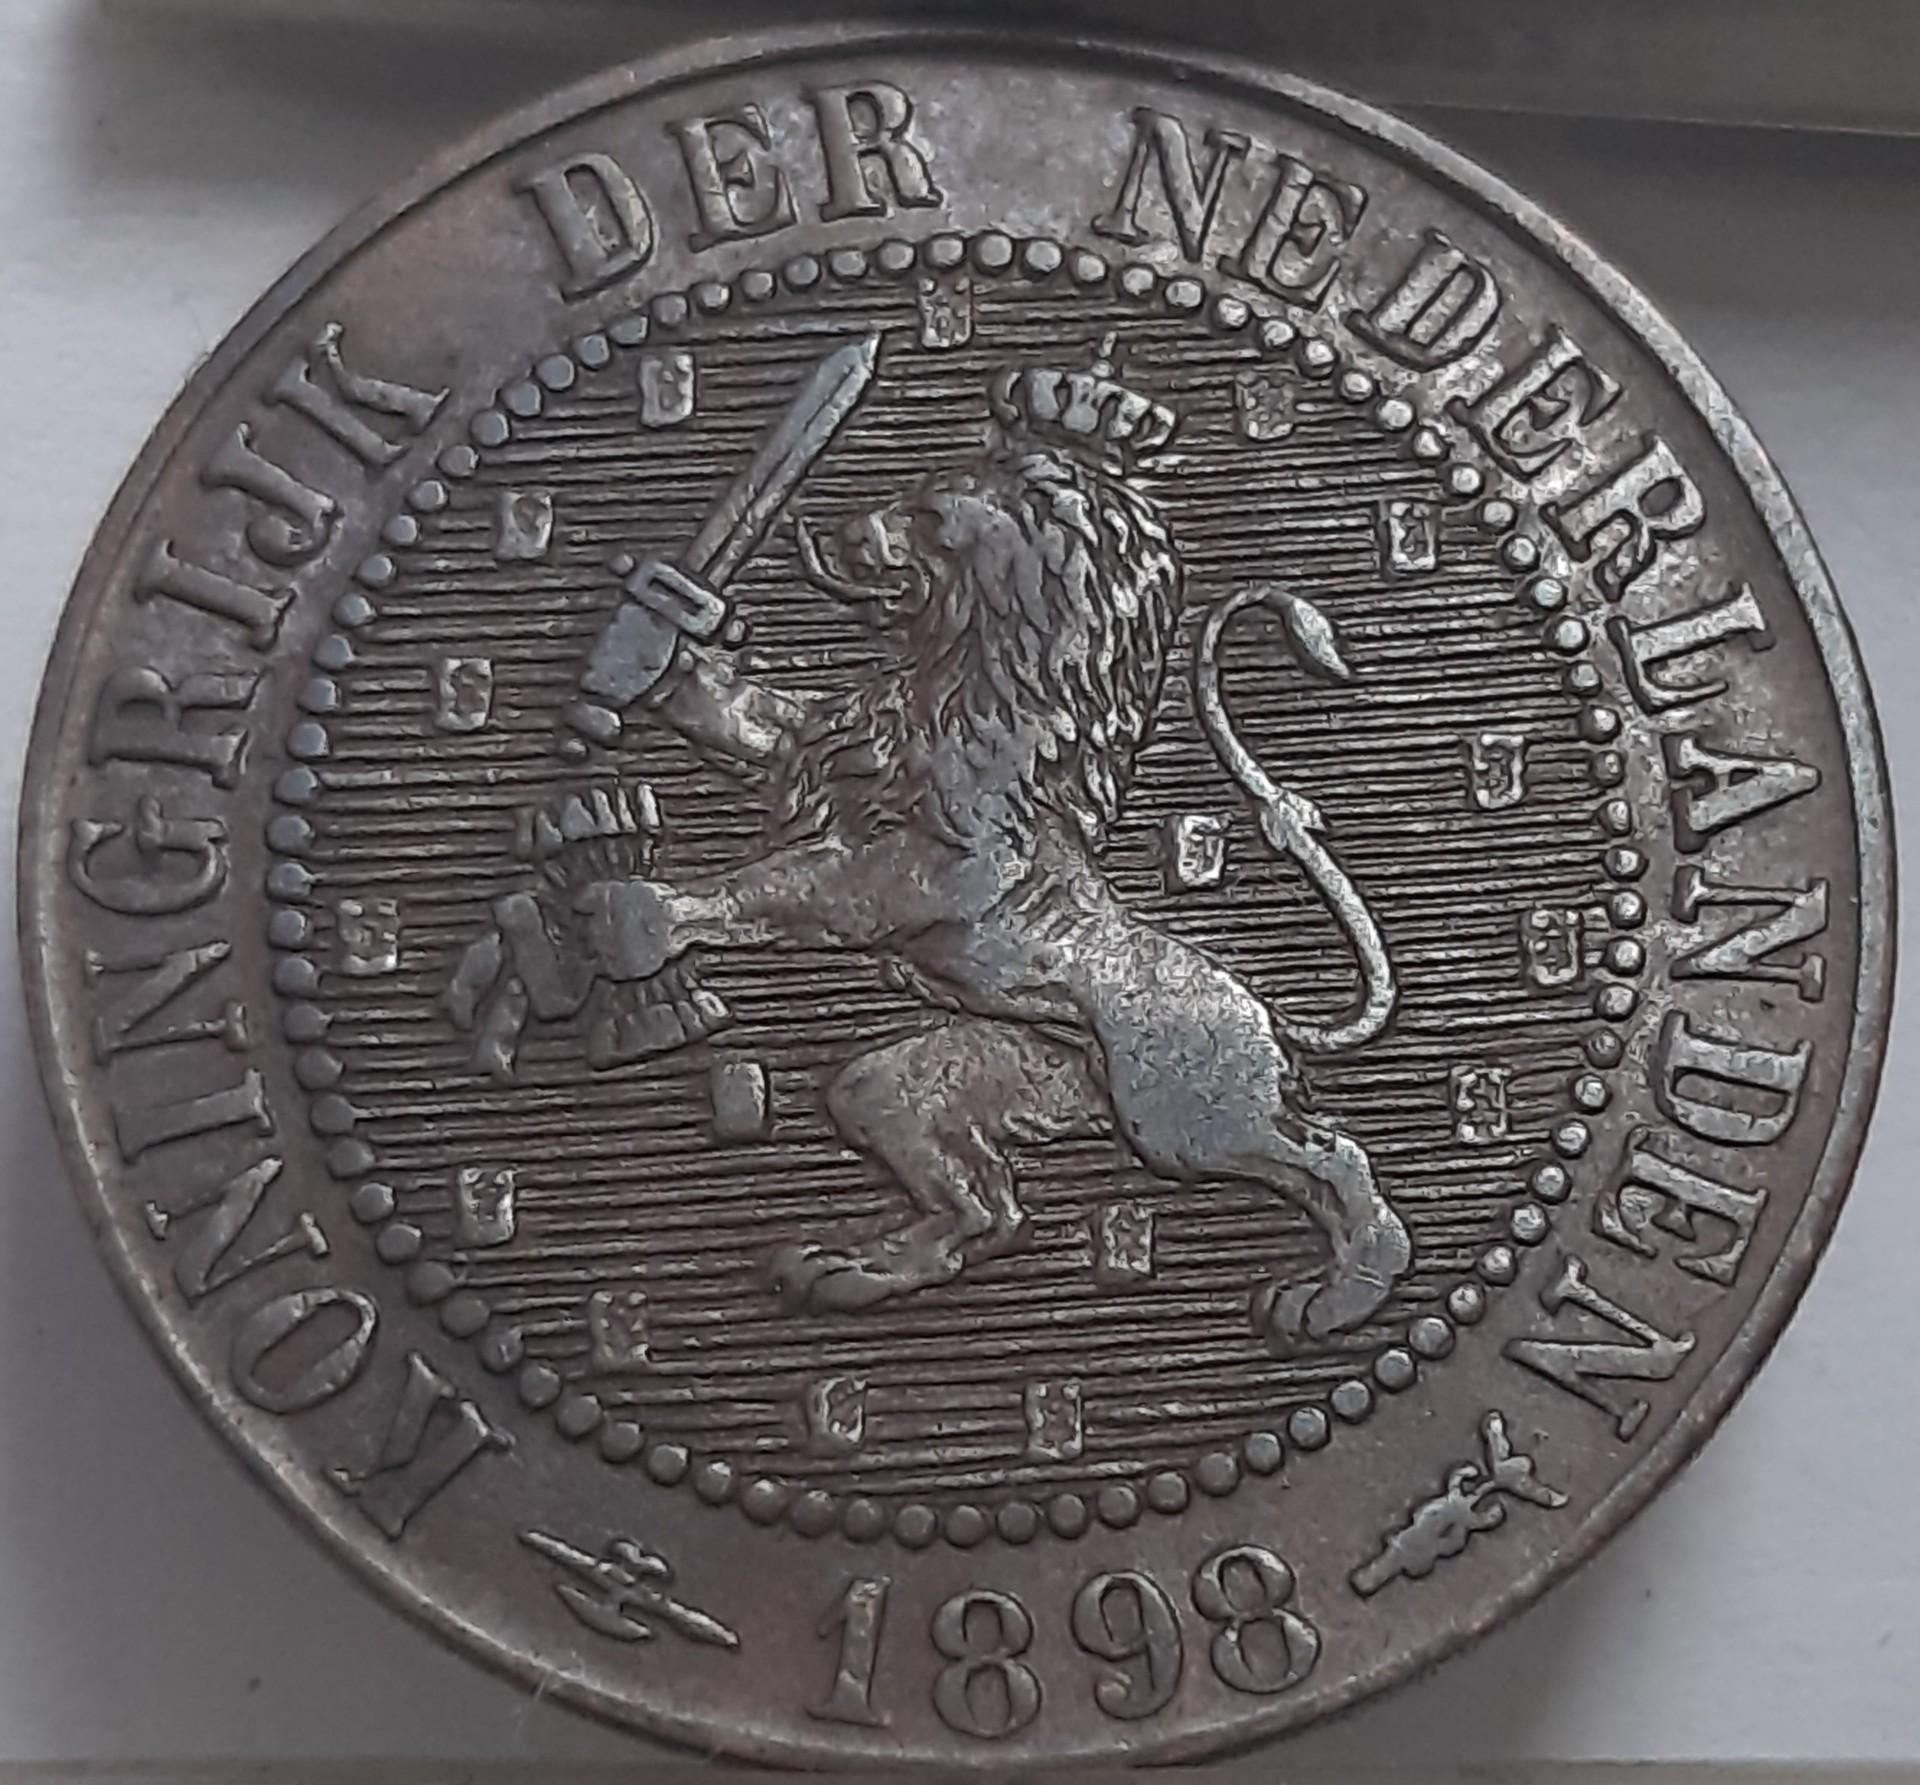 KONINGRIJK DER NEDERLANDEN
1898